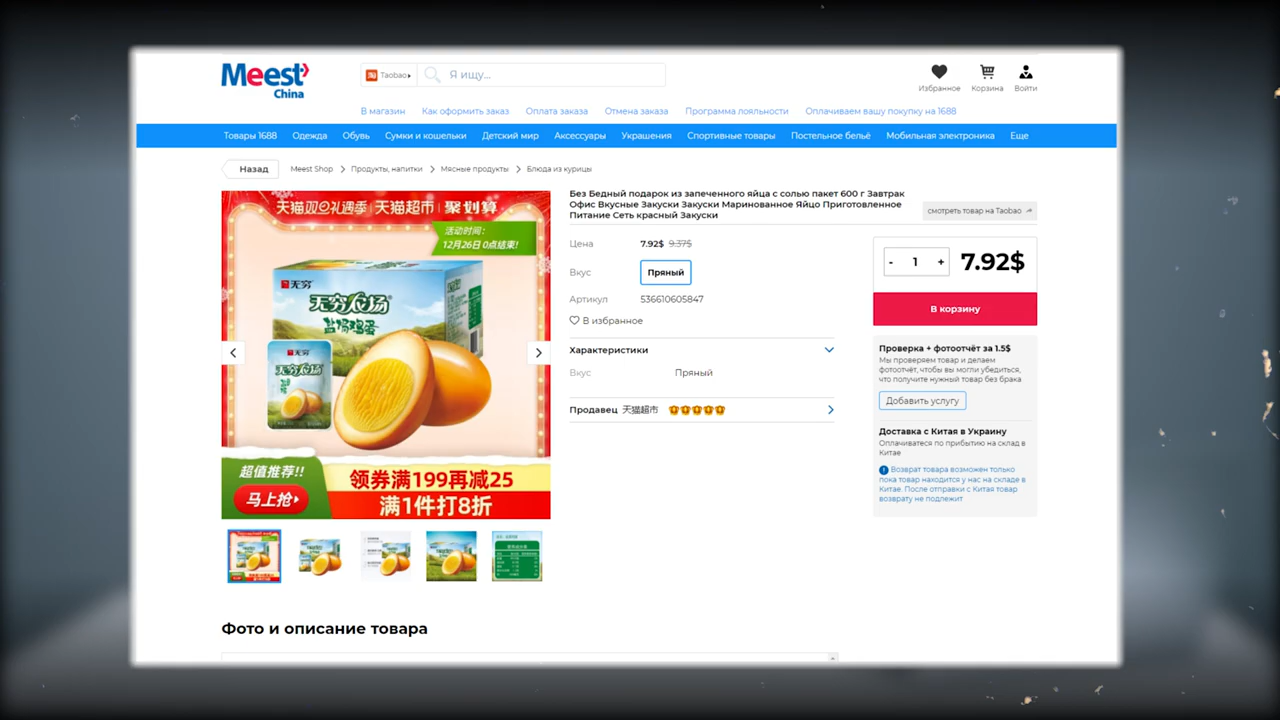 Meest
China
Taobao
Я ищу...
Избранное
Корзина
Войти
В магазин
Как оформить заказ
Оплата заказа
Отмена заказа
Программа лояльности
Оплачиваем вашу покупку на 1688
Товары 1688
Одежда
Обувь
Сумки и кошельки
Детский мир
Аксессуары
Украшения
Спортивные товары
Постельное бельё
Мобильная электроника
Еще
Назад
Meest Shop
Продукты, напитки
Мясные продукты
Блюда из курицы
天猫双旦礼遇季
天猫超市
聚划算
活动时间:
12月26日 0点结束!
无穷
无穷农场
盐焗鸡蛋
无穷
无穷农场
超值推荐!!
马上抢
领券满199再减25
满1件打8折
Без Бедный подарок из запеченного яйца с солью пакет 600 г Завтрак
Офис Вкусные Закуски Закуски Маринованное Яйцо Приготовленное
Питание Сеть красный Закуски
смотреть товар на Taobao
Цена
7.92$ 9.37$
Вкус
Пряный
Артикул
536610605847
В избранное
Характеристики
Вкус
Пряный
Продавец 天猫超市
- 1 +
7.92$
В корзину
Проверка + фотоотчёт за 1.5$
Мы проверяем товар и делаем
фотоотчёт, чтобы вы могли убедиться,
что получите нужный товар без брака
Добавить услугу
Доставка с Китая в Украину
Оплачиватеся по прибытию на склад в
Китае
Возврат товара возможен только
пока товар находится у нас на складе в
Китае. После отправки с Китая товар
возврату не подлежит
Фото и описание товара